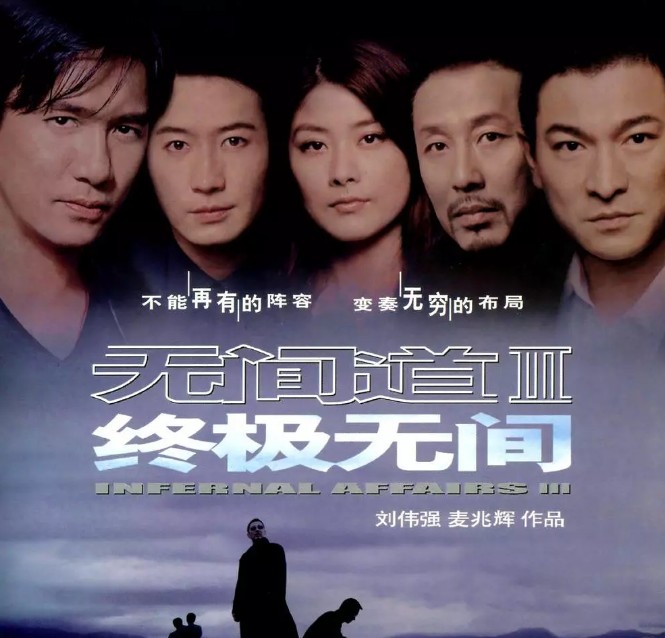 不能再有的阵容 变奏无穷的布局
无间道III
终极无间
INFERNAL AFFAIRS III
刘伟强 麦兆辉 作品